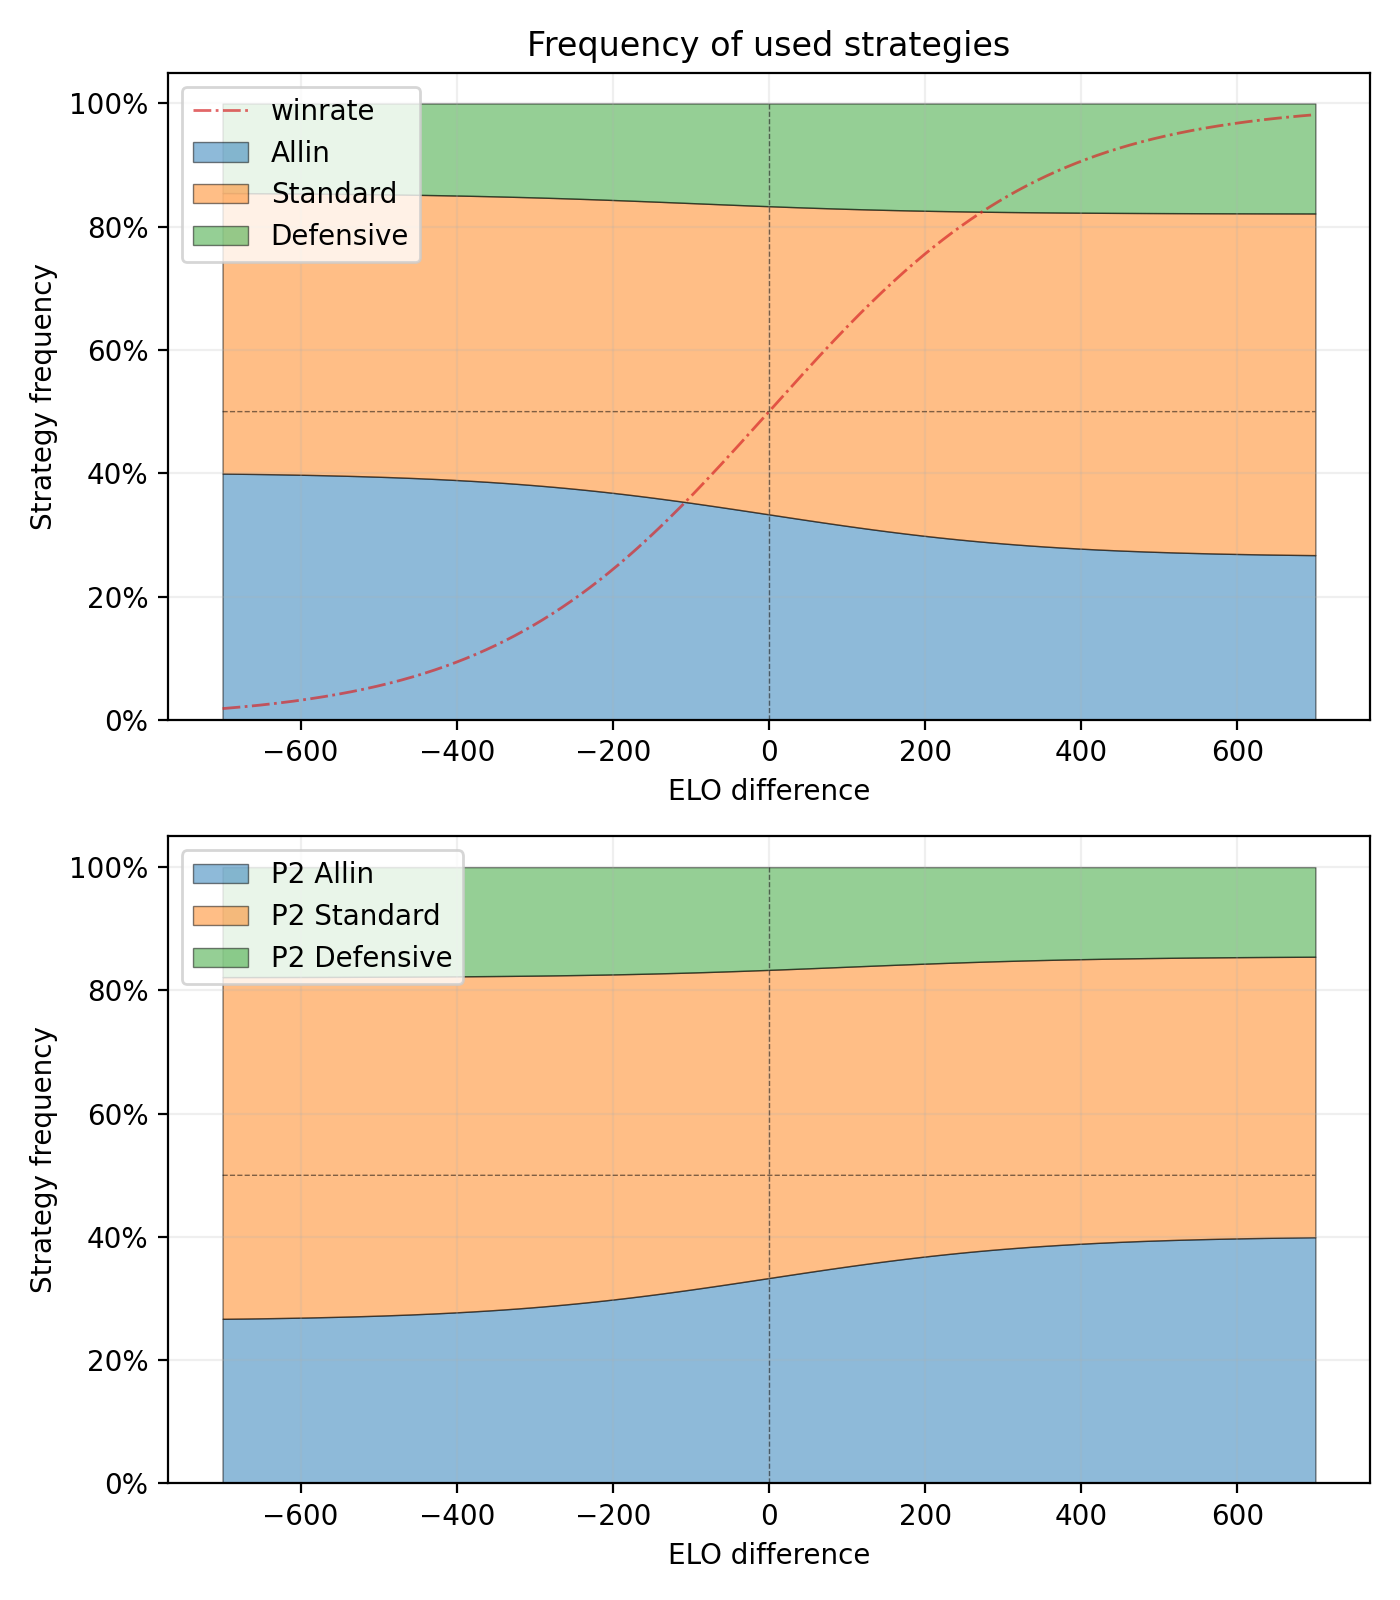 Frequency of used strategies
winrate
Allin
Standard
Defensive
100%
80%
60%
40%
20%
0%
Strategy frequency
−600 −400 −200 0 200 400 600
ELO difference
P2 Allin
P2 Standard
P2 Defensive
100%
80%
60%
40%
20%
0%
Strategy frequency
−600 −400 −200 0 200 400 600
ELO difference